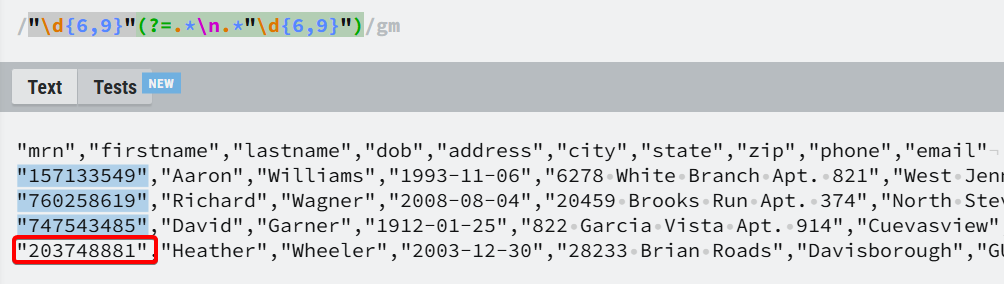 /"\d{6,9}"(?=.*\n.*"\d{6,9}")/gm
Text Tests NEW
"mrn","firstname","lastname","dob","address","city","state","zip","phone","email"¬
"157133549","Aaron","Williams","1993-11-06","6278·White·Branch·Apt.·821","West·Jenn
"760258619","Richard","Wagner","2008-08-04","20459·Brooks·Run·Apt.·374","North·Stev
"747543485","David","Garner","1912-01-25","822·Garcia·Vista·Apt.·914","Cuevasview"
"203748881","Heather","Wheeler","2003-12-30","28233·Brian·Roads","Davisborough","GU